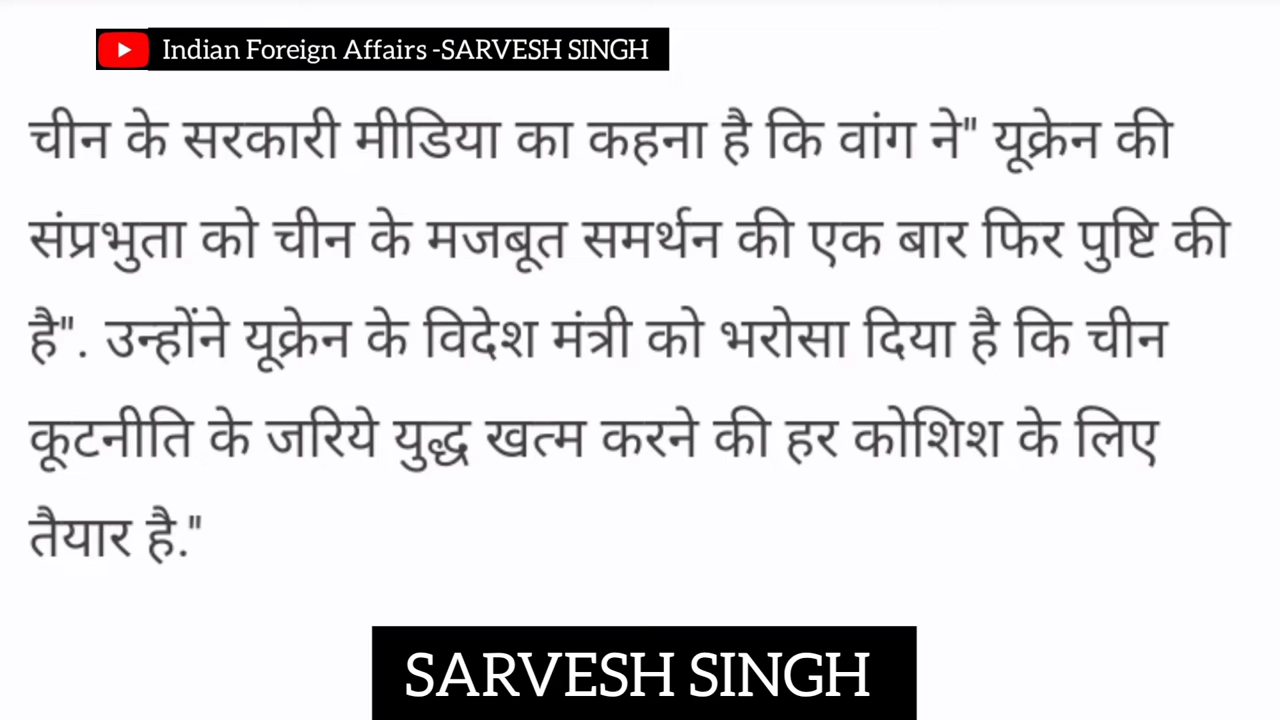 Indian Foreign Affairs -SARVESH SINGH
चीन के सरकारी मीडिया का कहना है कि वांग ने" यूक्रेन की
संप्रभुता को चीन के मजबूत समर्थन की एक बार फिर पुष्टि की
है". उन्होंने यूक्रेन के विदेश मंत्री को भरोसा दिया है कि चीन
कूटनीति के जरिये युद्ध खत्म करने की हर कोशिश के लिए
तैयार है."
SARVESH SINGH